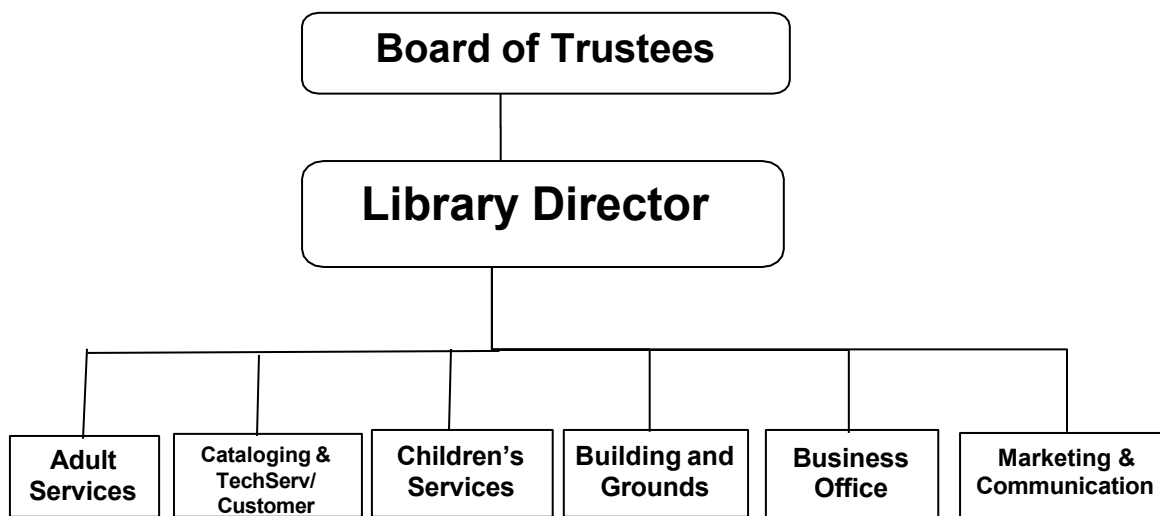 Board of Trustees
Library Director
Adult
Services
Cataloging &
TechServ/
Customer
Children's
Services
Building and
Grounds
Business
Office
Marketing &
Communication